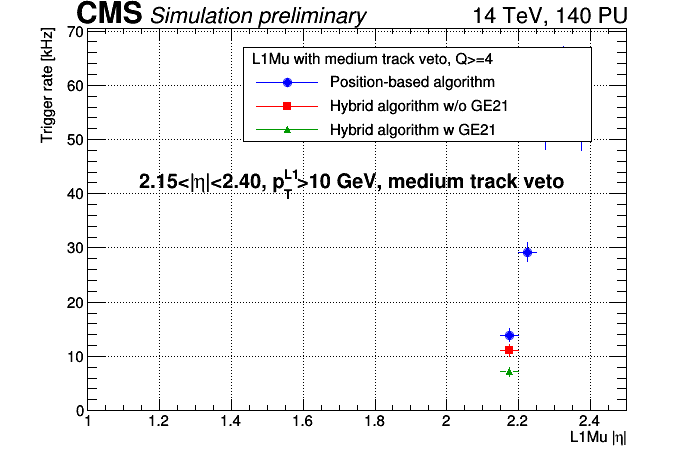 CMS Simulation preliminary 14 TeV, 140 PU
Trigger rate [kHz]
70
60
50
40
30
20
10
0
L1Mu with medium track veto, Q>=4
Position-based algorithm
Hybrid algorithm w/o GE21
Hybrid algorithm w GE21
2.15<|η|<2.40, p_T^L1>10 GeV, medium track veto
1 1.2 1.4 1.6 1.8 2 2.2 2.4
L1Mu |η|